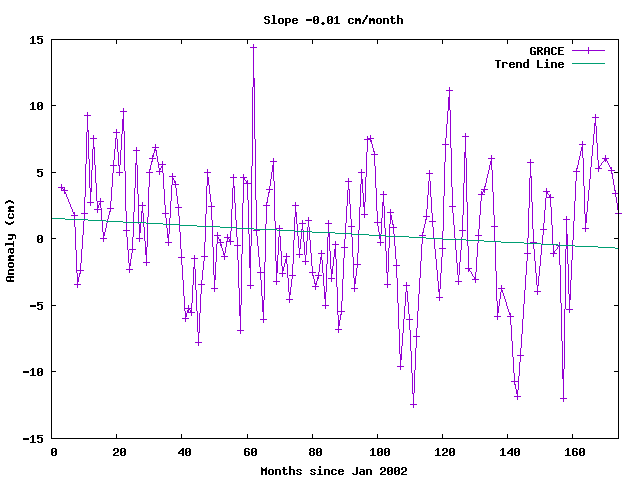 Slope -0.01 cm/month
GRACE
Trend Line
15
10
5
0
-5
-10
-15
Anomaly (cm)
0 20 40 60 80 100 120 140 160
Months since Jan 2002